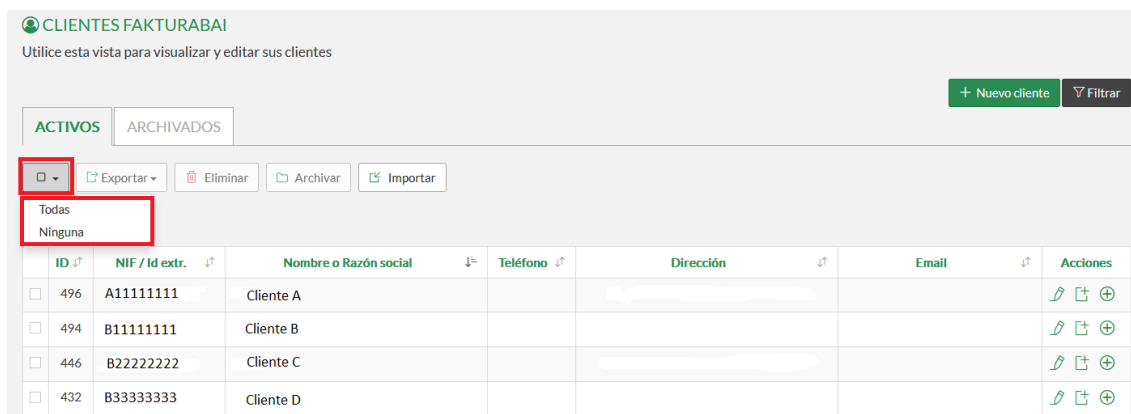 CLIENTES FAKTURABAI
Utilice esta vista para visualizar y editar sus clientes
+ Nuevo cliente Filtrar
ACTIVOS ARCHIVADOS
Exportar Eliminar Archivar Importar
Todas
Ninguna
ID NIF / Id extr. Nombre o Razón social Teléfono Dirección Email Acciones
496 A11111111 Cliente A
494 B11111111 Cliente B
446 B22222222 Cliente C
432 B33333333 Cliente D